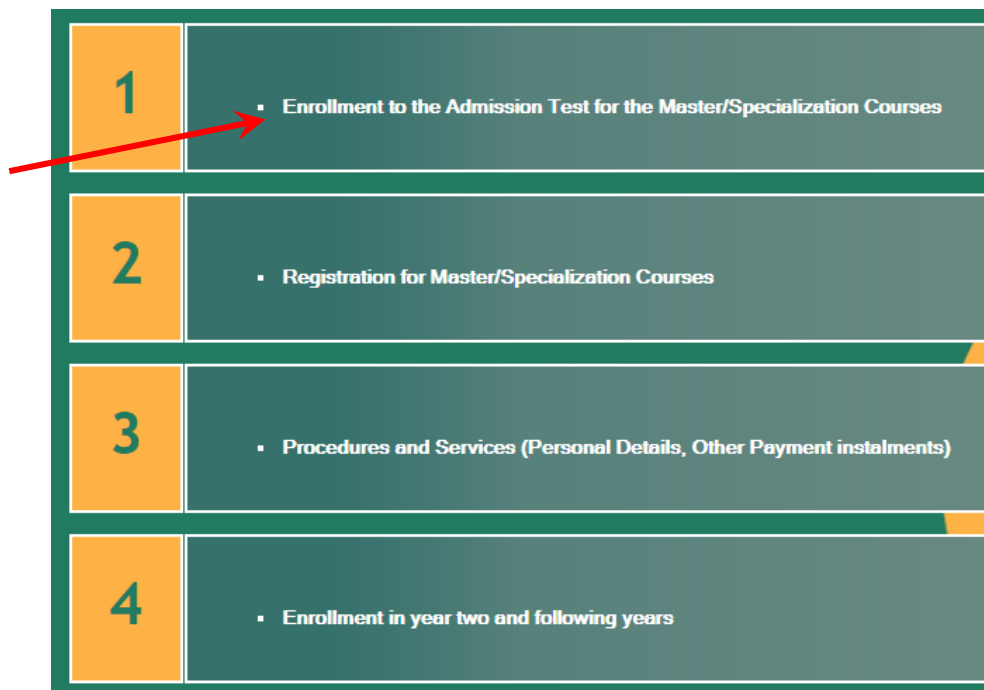 1
▪ Enrollment to the Admission Test for the Master/Specialization Courses
2
▪ Registration for Master/Specialization Courses
3
▪ Procedures and Services (Personal Details, Other Payment instalments)
4
▪ Enrollment in year two and following years